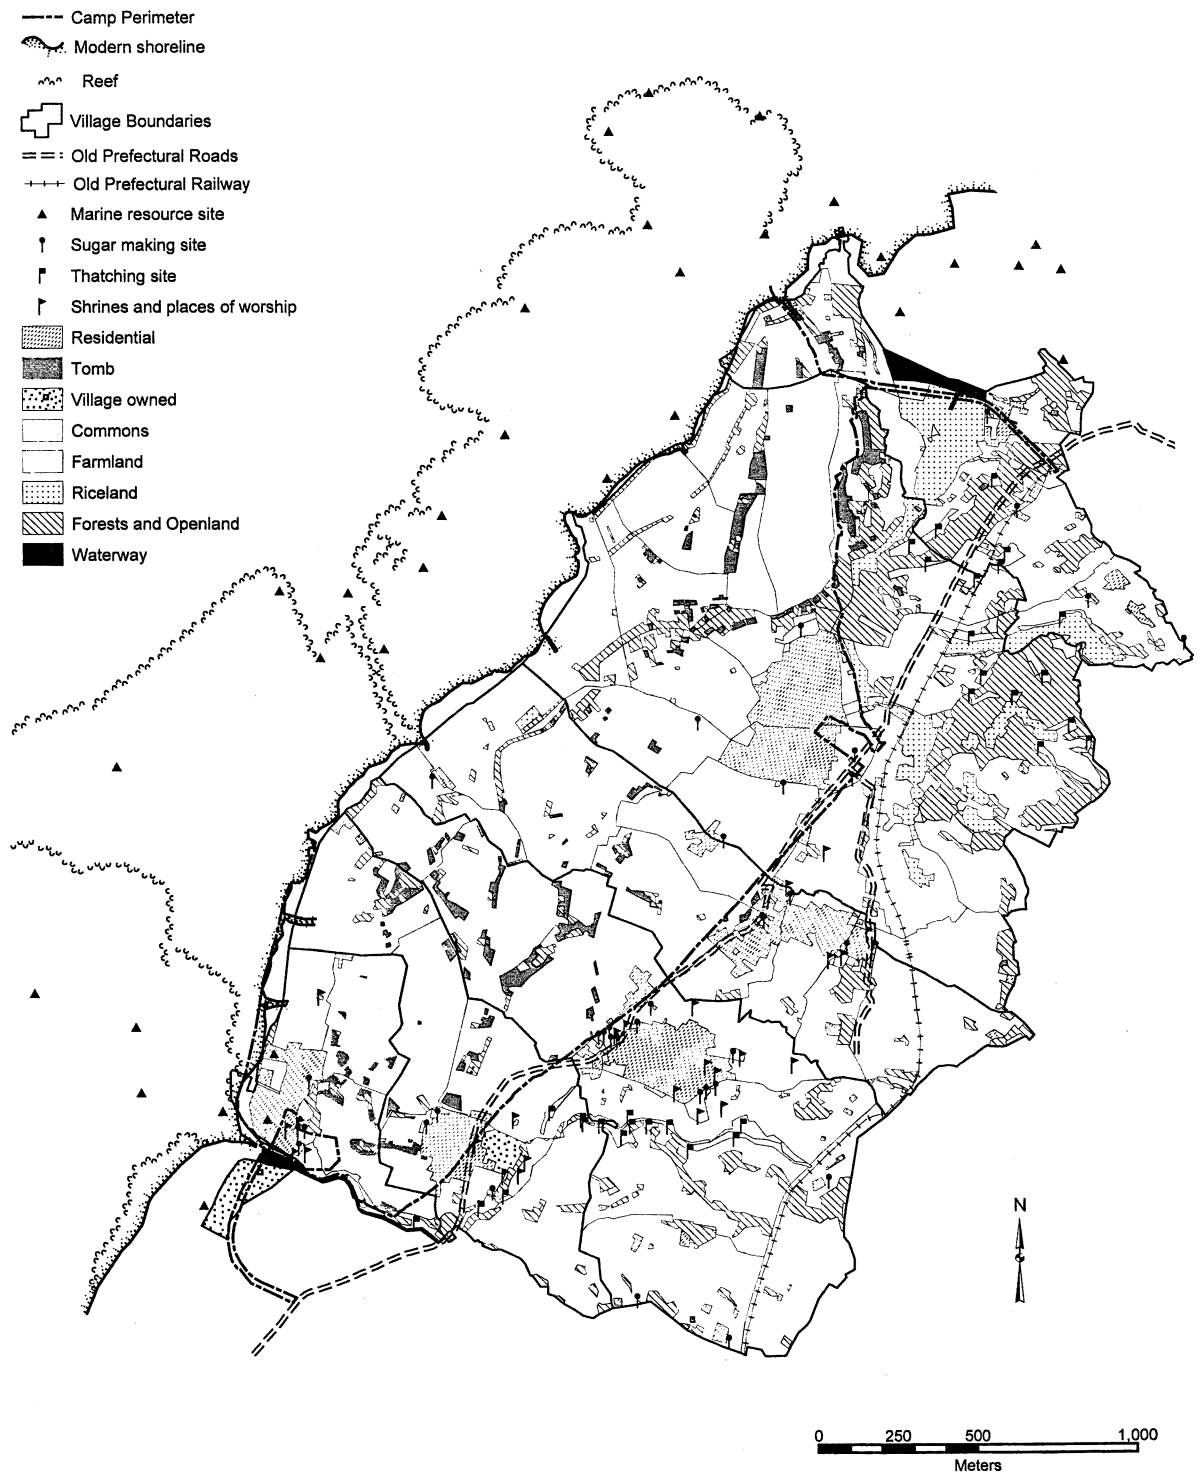 Camp Perimeter
Modern shoreline
Reef
Village Boundaries
Old Prefectural Roads
Old Prefectural Railway
Marine resource site
Sugar making site
Thatching site
Shrines and places of worship
Residential
Tomb
Village owned
Commons
Farmland
Riceland
Forests and Openland
Waterway
N
0 250 500 1,000
Meters